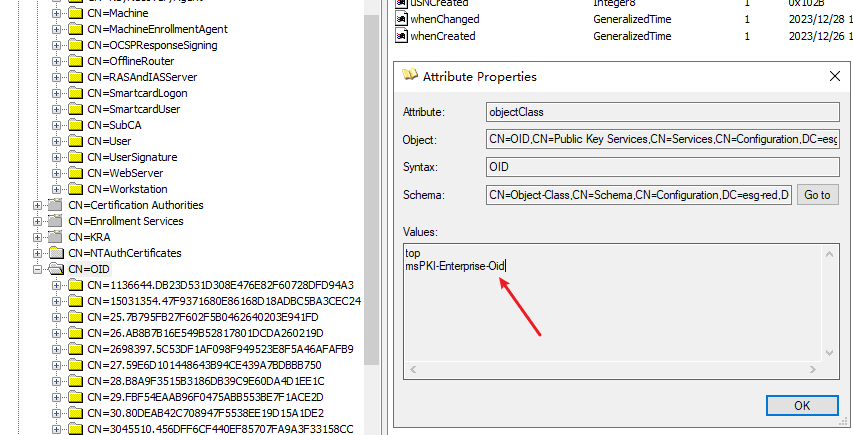 CN=Machine
CN=MachineEnrollmentAgent
CN=OCSPResponseSigning
CN=OfflineRouter
CN=RASAndIASServer
CN=SmartcardLogon
CN=SmartcardUser
CN=SubCA
CN=User
CN=UserSignature
CN=WebServer
CN=Workstation
CN=Certification Authorities
CN=Enrollment Services
CN=KRA
CN=NTAuthCertificates
CN=OID
CN=1136644.DB23D531D308E476E82F60728DFD94A3
CN=15031354.47F9371680E86168D18ADBC5BA3CEC24
CN=25.7B795FB27F602F5B0462640203E941FD
CN=26.AB8B7B16E549B52817801DCDA260219D
CN=2698397.5C53DF1AF098F949523E8F5A46AFAFB9
CN=27.59E6D101448643B94CE439A7BDBBB750
CN=28.B8A9F3515B3186DB39C9E60DA4D1EE1C
CN=29.FBF54EAAB96F0475ABB553BE7F1ACE2D
CN=30.80DEAB42C708947F5538EE19D15A1DE2
CN=3045510.456DFF6CF440EF85707FA9A3F33158CC
uSNCreated Integer8 1 0x102B
whenChanged GeneralizedTime 1 2023/12/28 1
whenCreated GeneralizedTime 1 2023/12/26 1
Attribute Properties
Attribute: objectClass
Object: CN=OID,CN=Public Key Services,CN=Services,CN=Configuration,DC=esg
Syntax: OID
Schema: CN=Object-Class,CN=Schema,CN=Configuration,DC=esg-red,D Go to
Values:
top
msPKI-Enterprise-Oid
OK